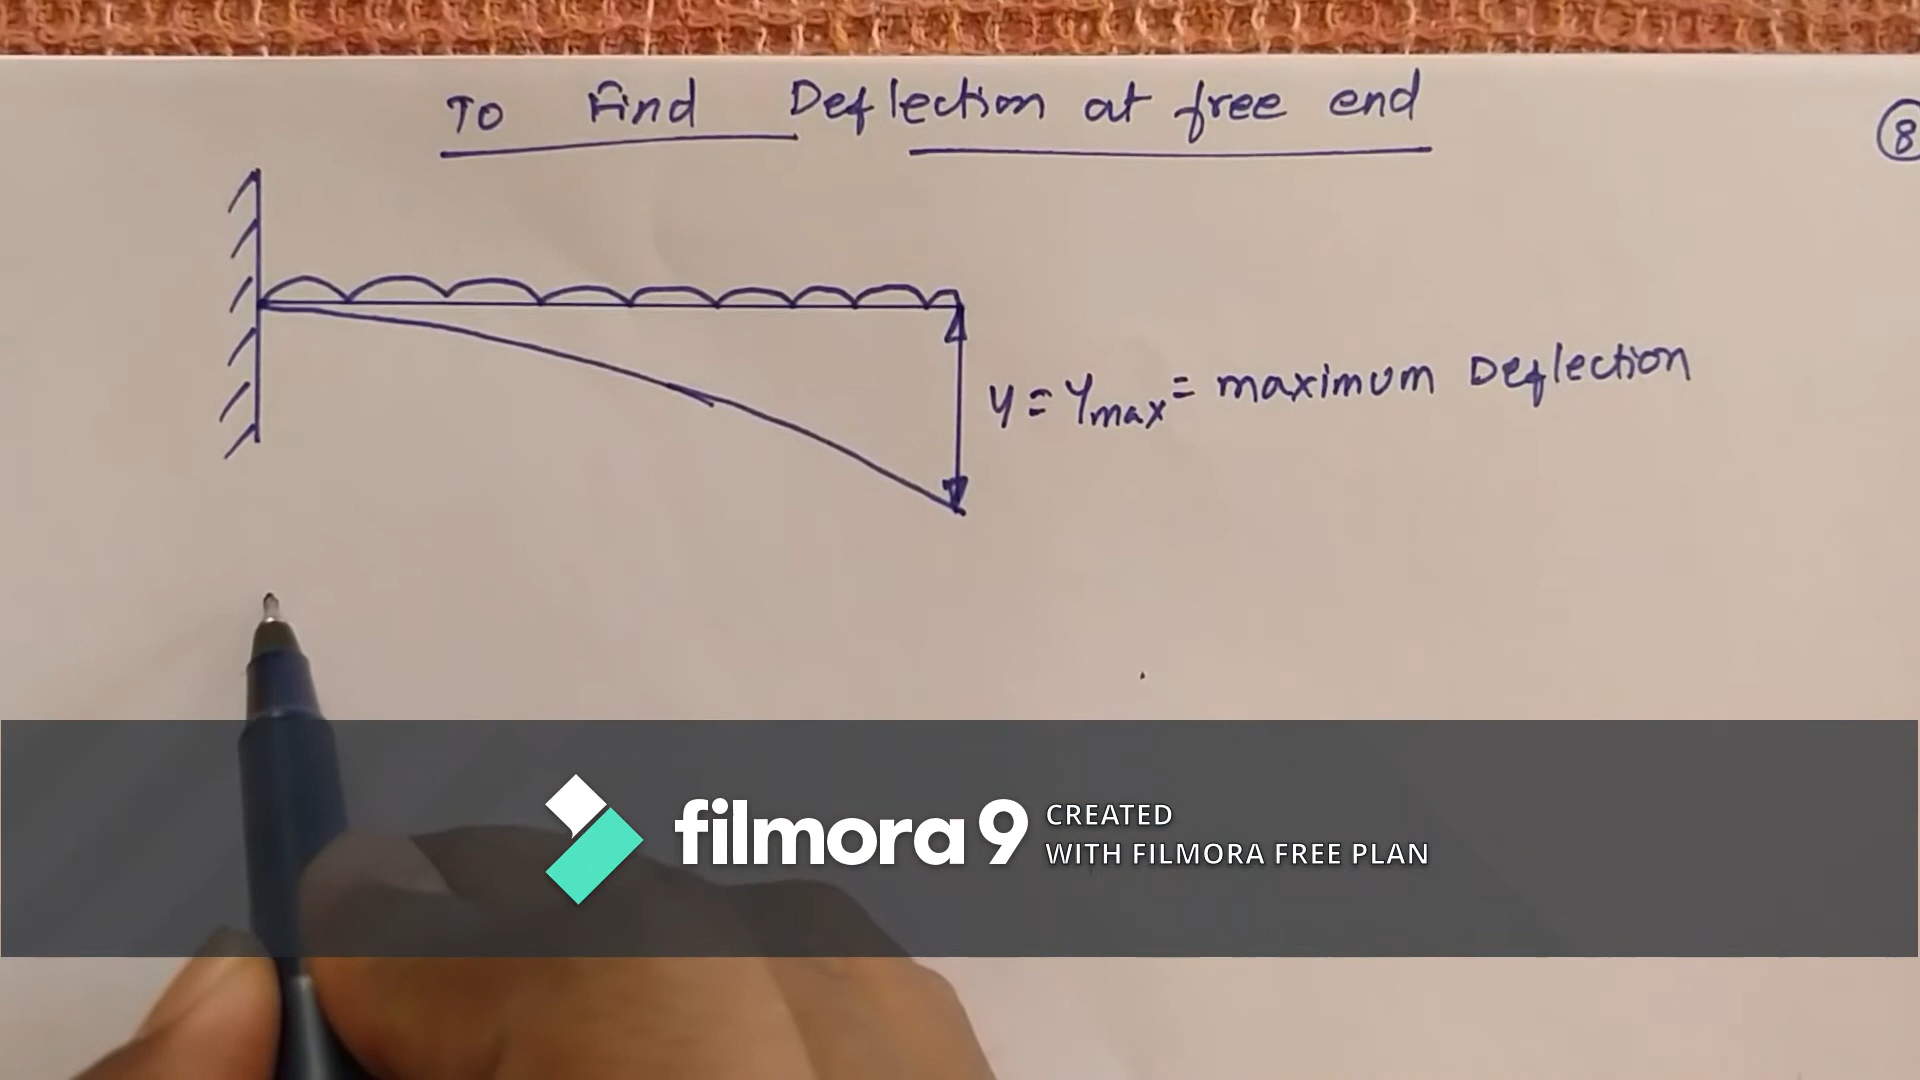 To Find Deflection at free end
8
y = Ymax = maximum Deflection
filmora 9 CREATED
WITH FILMORA FREE PLAN